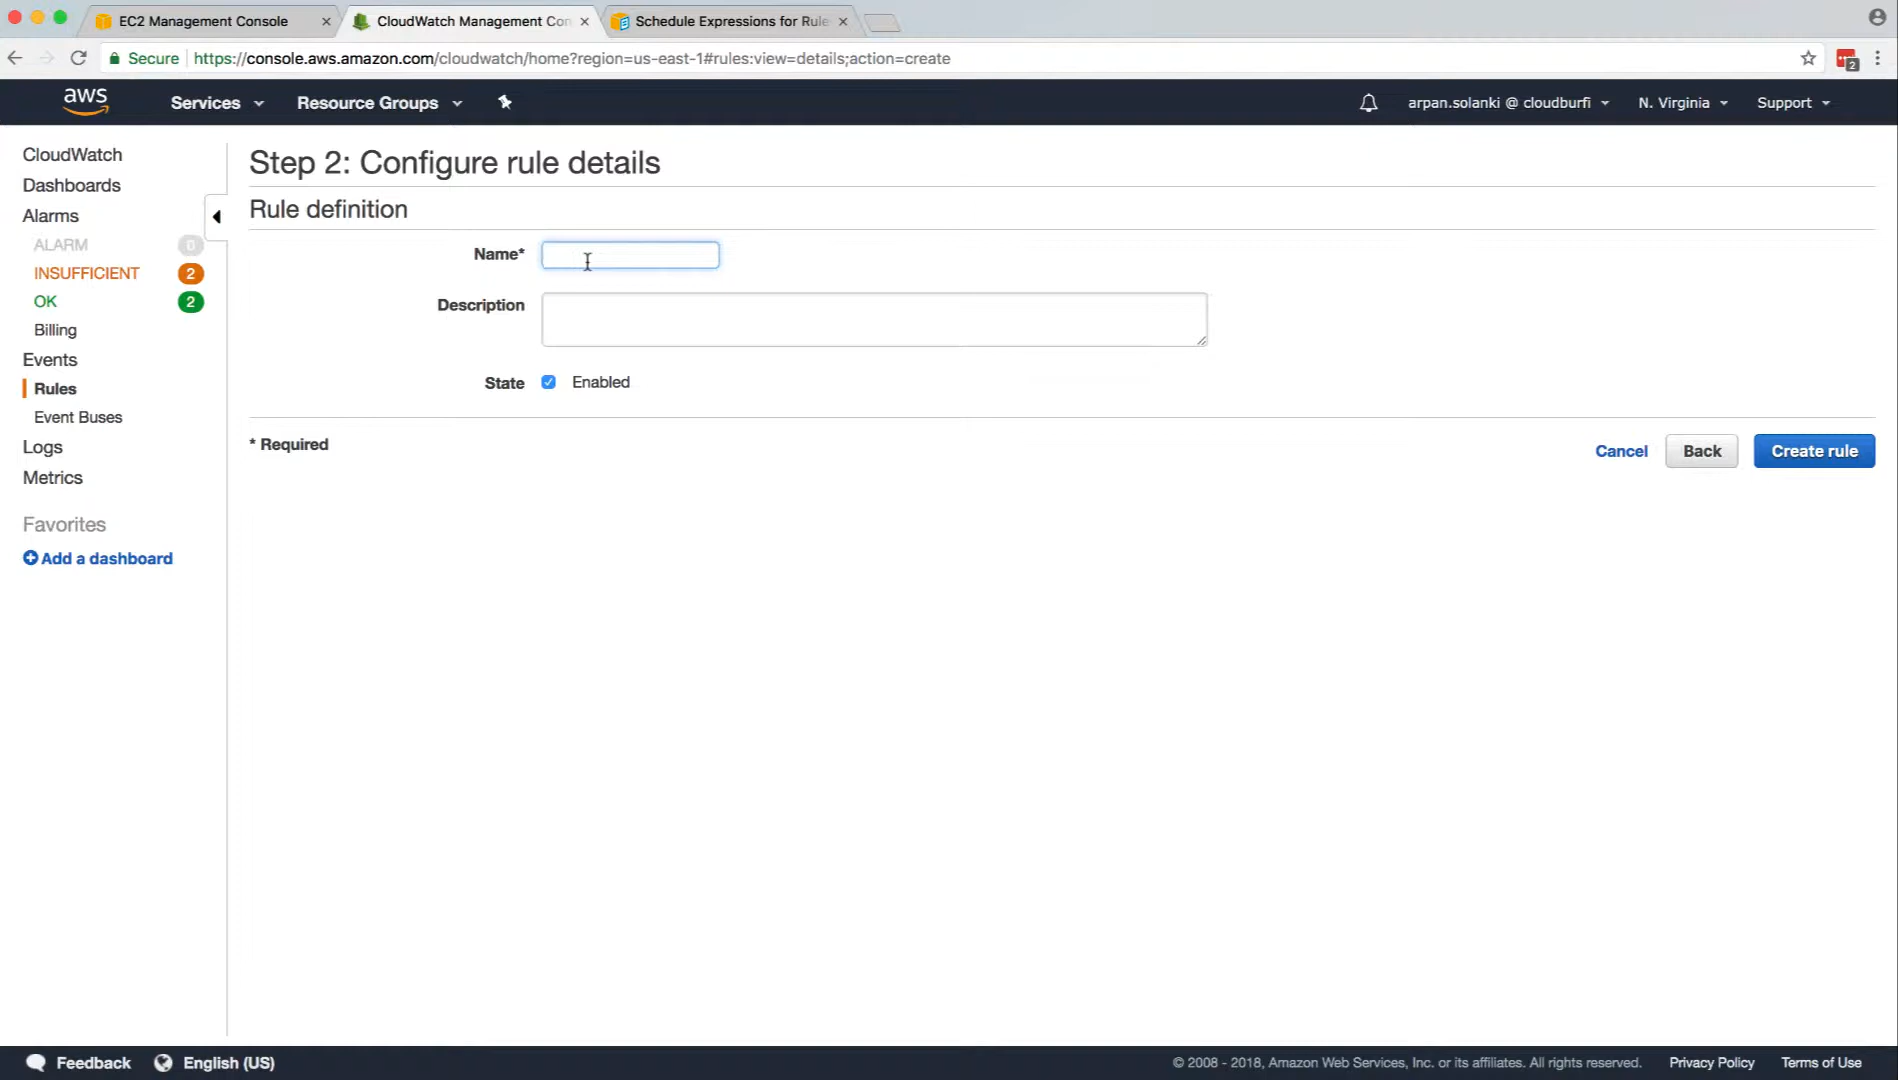 EC2 Management Console
CloudWatch Management Con
Schedule Expressions for Rule
Secure
https://console.aws.amazon.com/cloudwatch/home?region=us-east-1#rules:view=details;action=create
2
aws
Services
Resource Groups
arpan.solanki @ cloudburfi
N. Virginia
Support
CloudWatch
Dashboards
Alarms
ALARM 0
INSUFFICIENT 2
OK 2
Billing
Events
Rules
Event Buses
Logs
Metrics
Favorites
Add a dashboard
Step 2: Configure rule details
Rule definition
Name*
Description
State Enabled
* Required
Cancel
Back
Create rule
Feedback
English (US)
© 2008 - 2018, Amazon Web Services, Inc. or its affiliates. All rights reserved.
Privacy Policy
Terms of Use